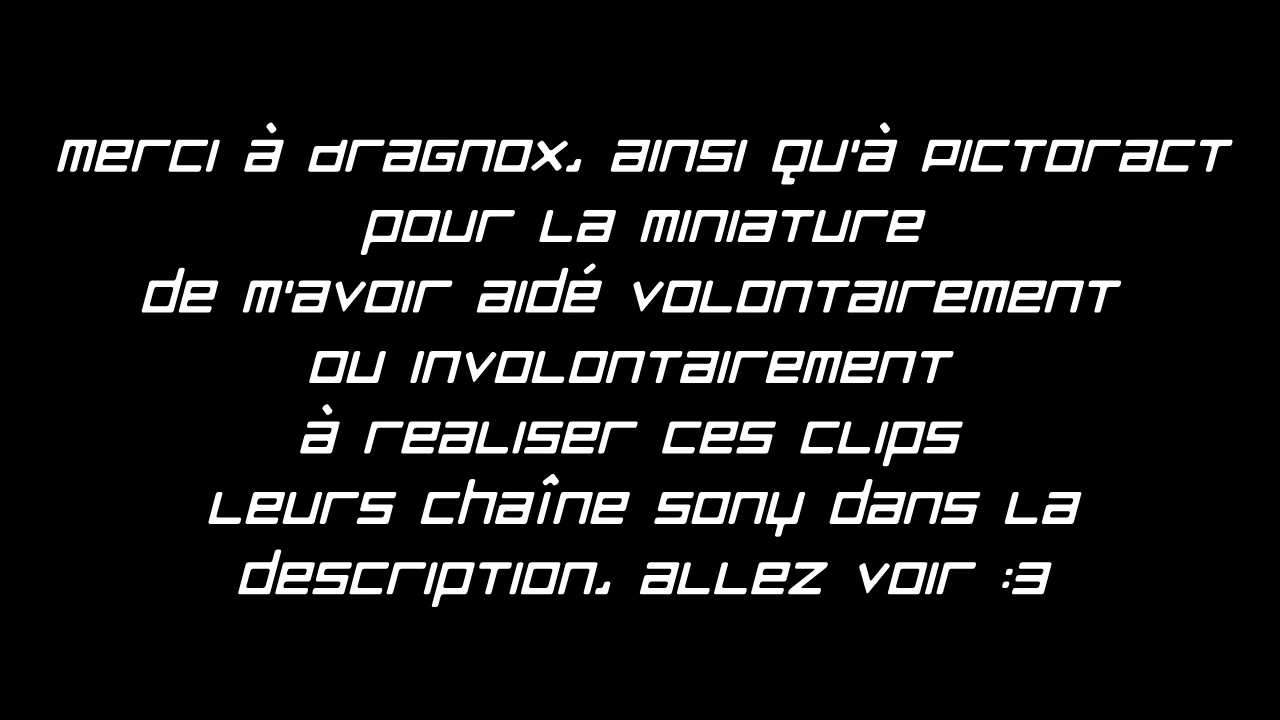 merci à dragnox, ainsi qu'à pictoract
pour la miniature
de m'avoir aidé volontairement
ou involontairement
à realiser ces clips
leurs chaîne sony dans la
description, allez voir :3